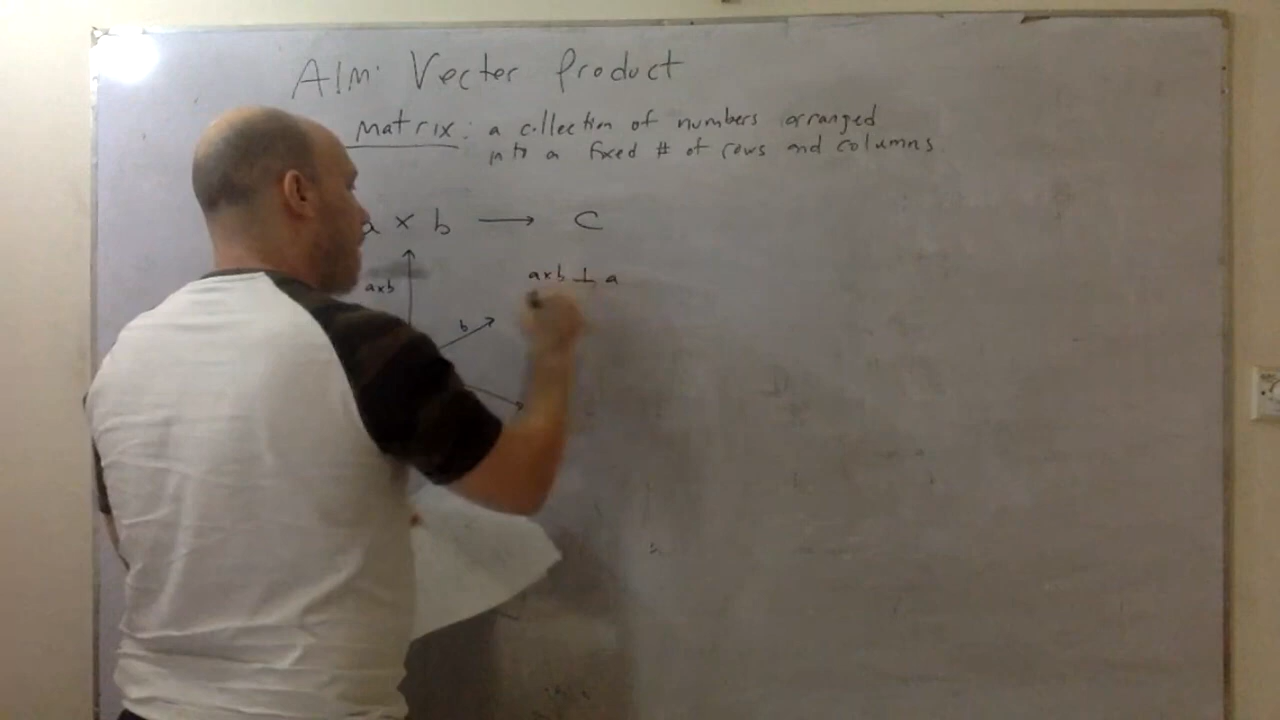 AIM: Vector Product
matrix: a collection of numbers arranged
into a fixed # of rows and columns.
a × b → c
a×b
a×b ⊥ a
b